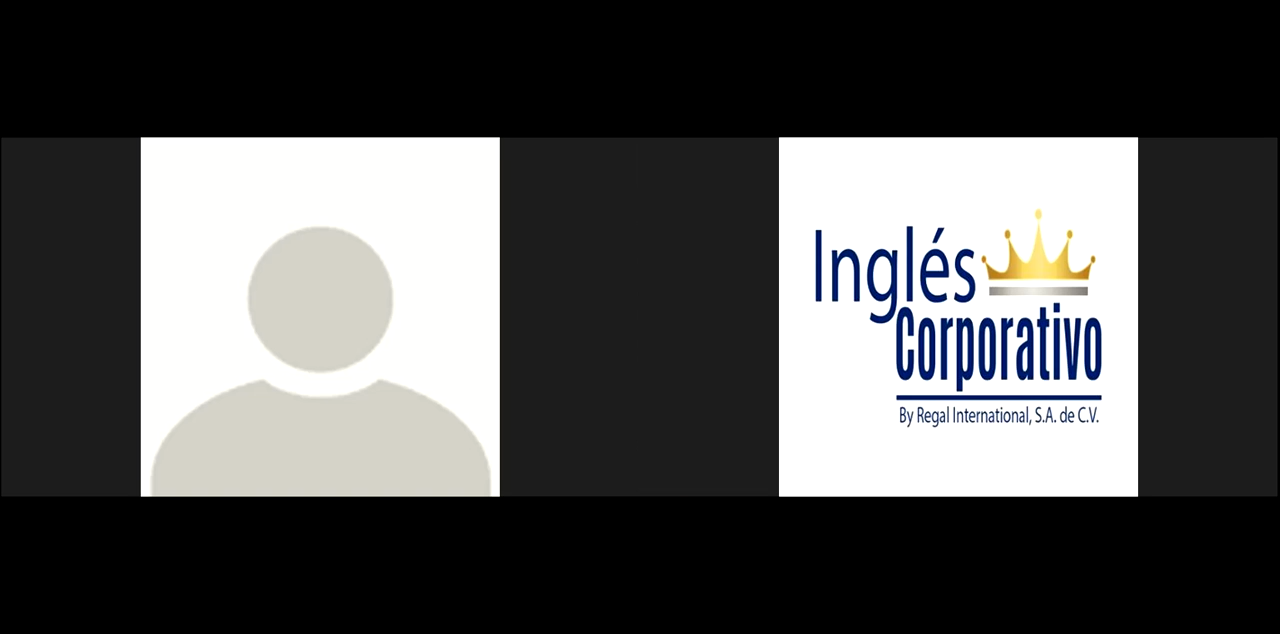 Inglés
Corporativo
By Regal International, S.A. de C.V.